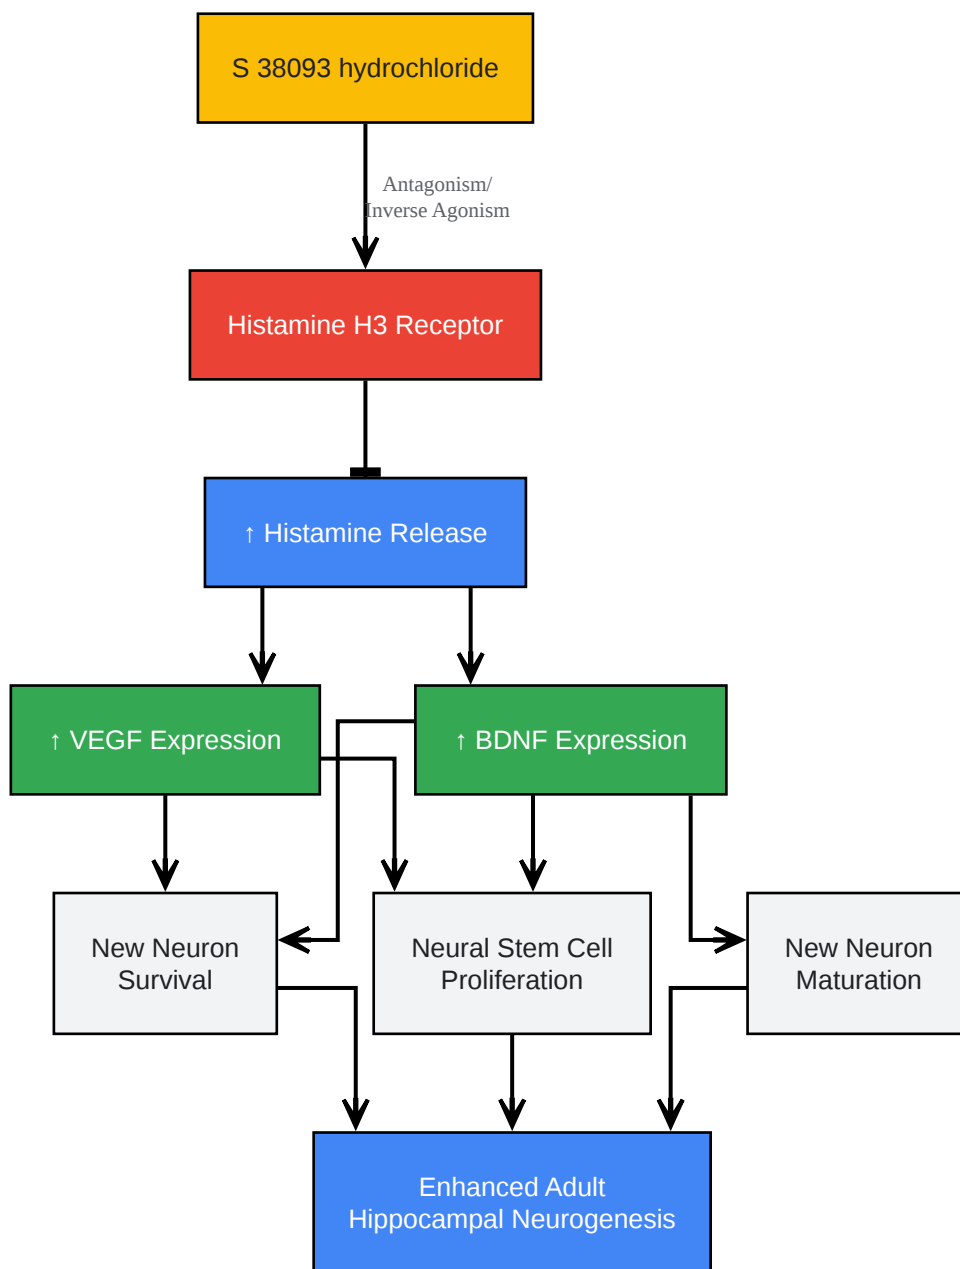 S 38093 hydrochloride
Antagonism/
Inverse Agonism
Histamine H3 Receptor
↑ Histamine Release
↑ VEGF Expression
↑ BDNF Expression
New Neuron
Survival
Neural Stem Cell
Proliferation
New Neuron
Maturation
Enhanced Adult
Hippocampal Neurogenesis